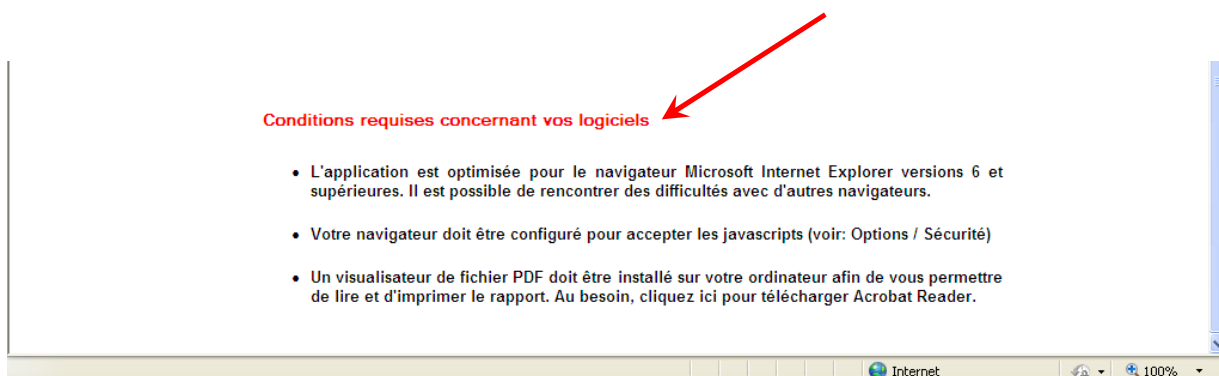 Conditions requises concernant vos logiciels
• L'application est optimisée pour le navigateur Microsoft Internet Explorer versions 6 et
supérieures. Il est possible de rencontrer des difficultés avec d'autres navigateurs.
• Votre navigateur doit être configuré pour accepter les javascripts (voir: Options / Sécurité)
• Un visualisateur de fichier PDF doit être installé sur votre ordinateur afin de vous permettre
de lire et d'imprimer le rapport. Au besoin, cliquez ici pour télécharger Acrobat Reader.
Internet 100%